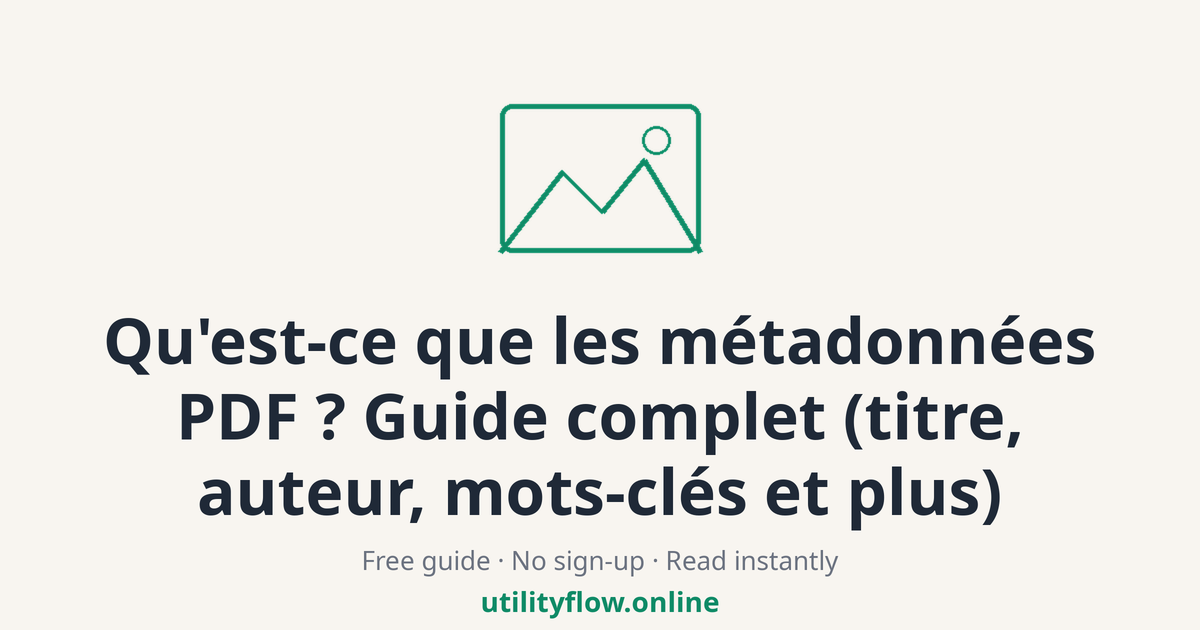 Qu'est-ce que les métadonnées
PDF ? Guide complet (titre,
auteur, mots-clés et plus)
Free guide · No sign-up · Read instantly
utilityflow.online